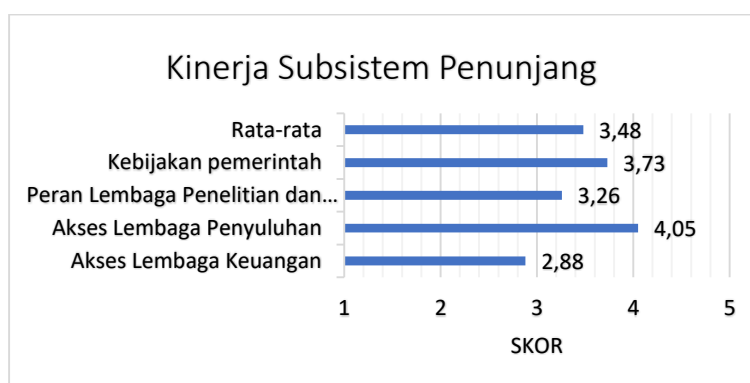 Kinerja Subsistem Penunjang
Rata-rata
3,48
Kebijakan pemerintah
3,73
Peran Lembaga Penelitian dan...
3,26
Akses Lembaga Penyuluhan
4,05
Akses Lembaga Keuangan
2,88
1 2 3 4 5
SKOR